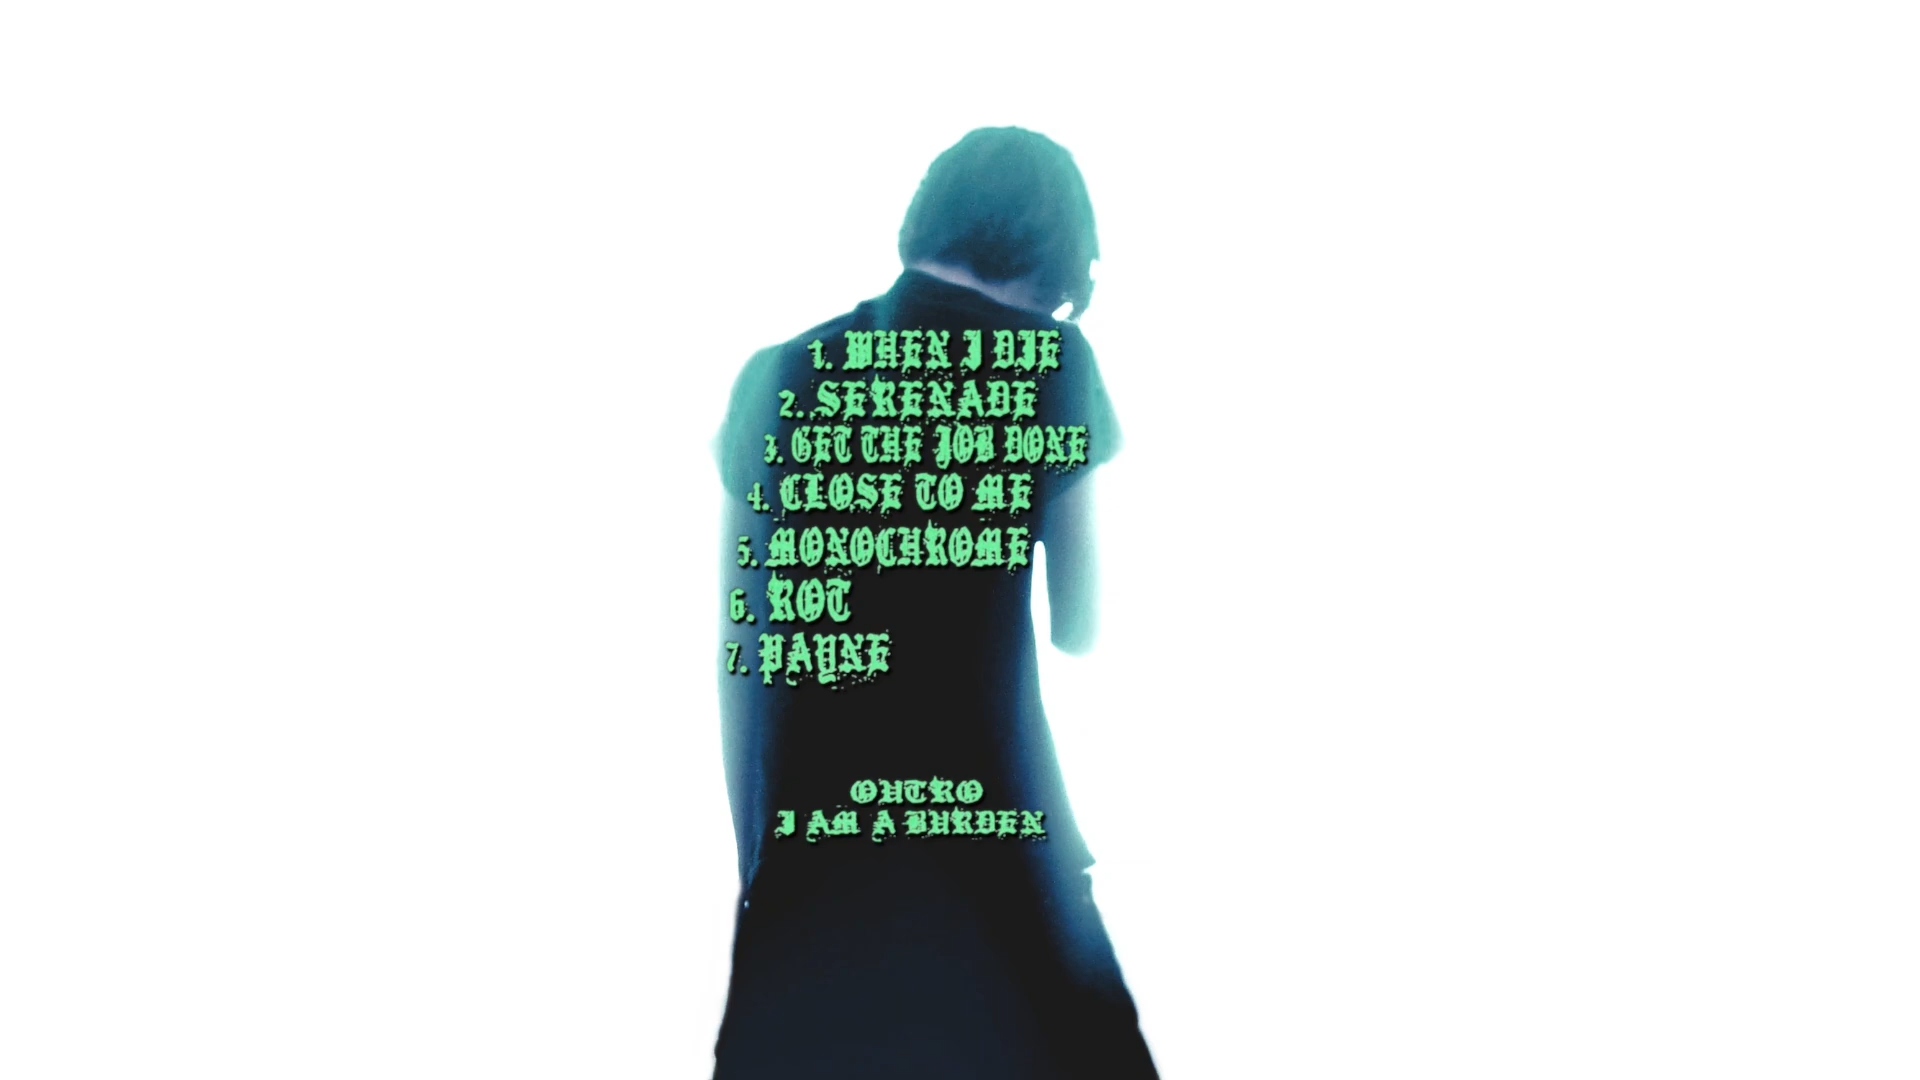 1. WHEN I DIE
2. SERENADE
3. GET THE JOB DONE
4. CLOSE TO ME
5. MONOCHROME
6. ROT
7. PAYNE
OUTRO
I AM A BURDEN